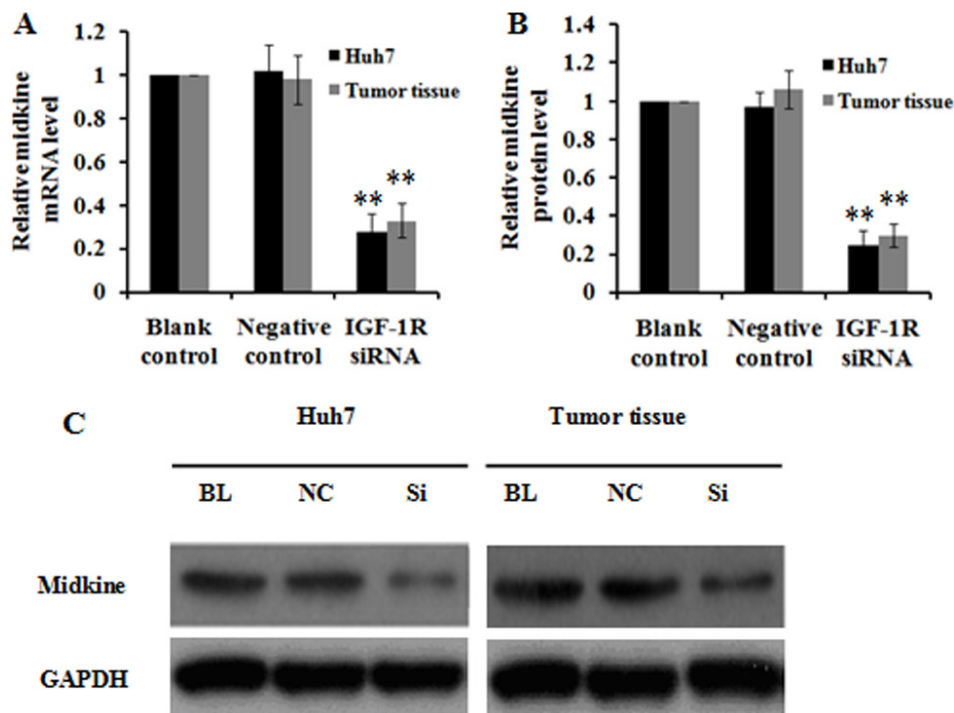 A
Relative midkine
mRNA level
1.2
1
0.8
0.6
0.4
0.2
0
Huh7
Tumor tissue
**
**
Blank
control
Negative
control
IGF-1R
siRNA
B
Relative midkine
protein level
1.4
1.2
1
0.8
0.6
0.4
0.2
0
Huh7
Tumor tissue
**
**
Blank
control
Negative
control
IGF-1R
siRNA
C
Huh7
Tumor tissue
BL NC Si
BL NC Si
Midkine
GAPDH